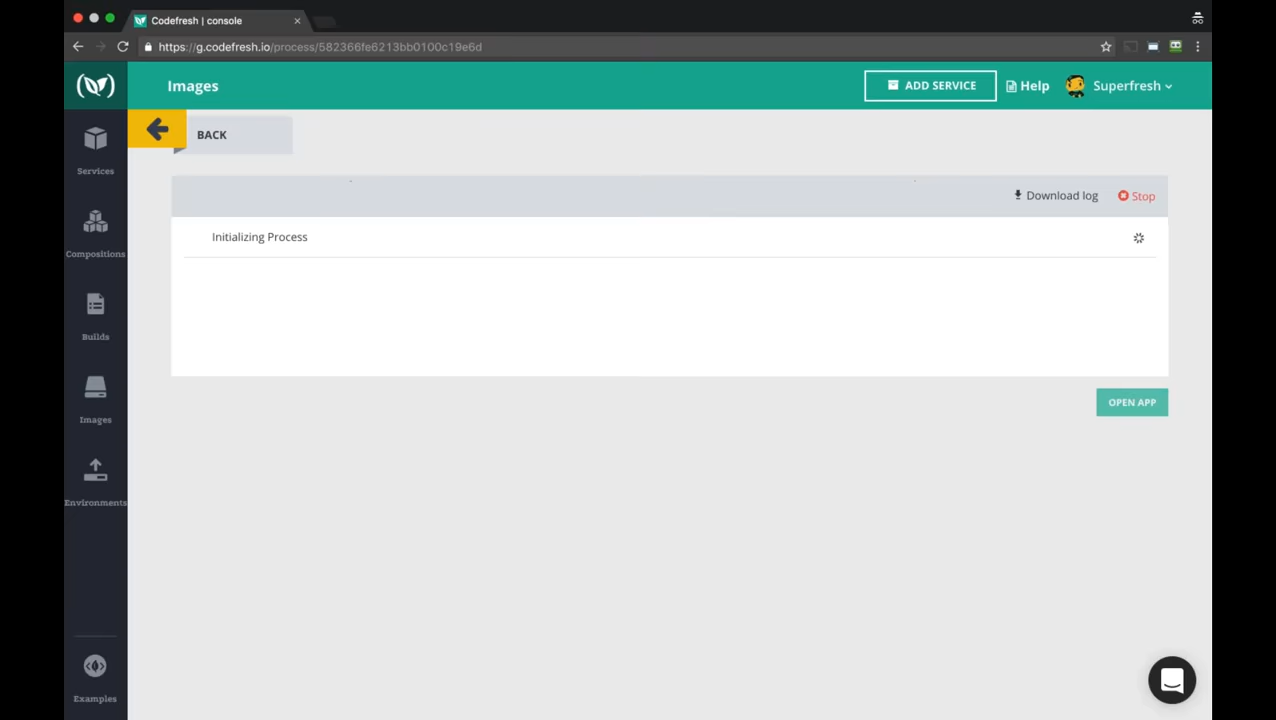 Codefresh | console
https://g.codefresh.io/process/582366fe6213bb0100c19e6d
Images
ADD SERVICE
Help
Superfresh
BACK
Services
Download log
Stop
Initializing Process
Compositions
Builds
Images
OPEN APP
Environments
Examples